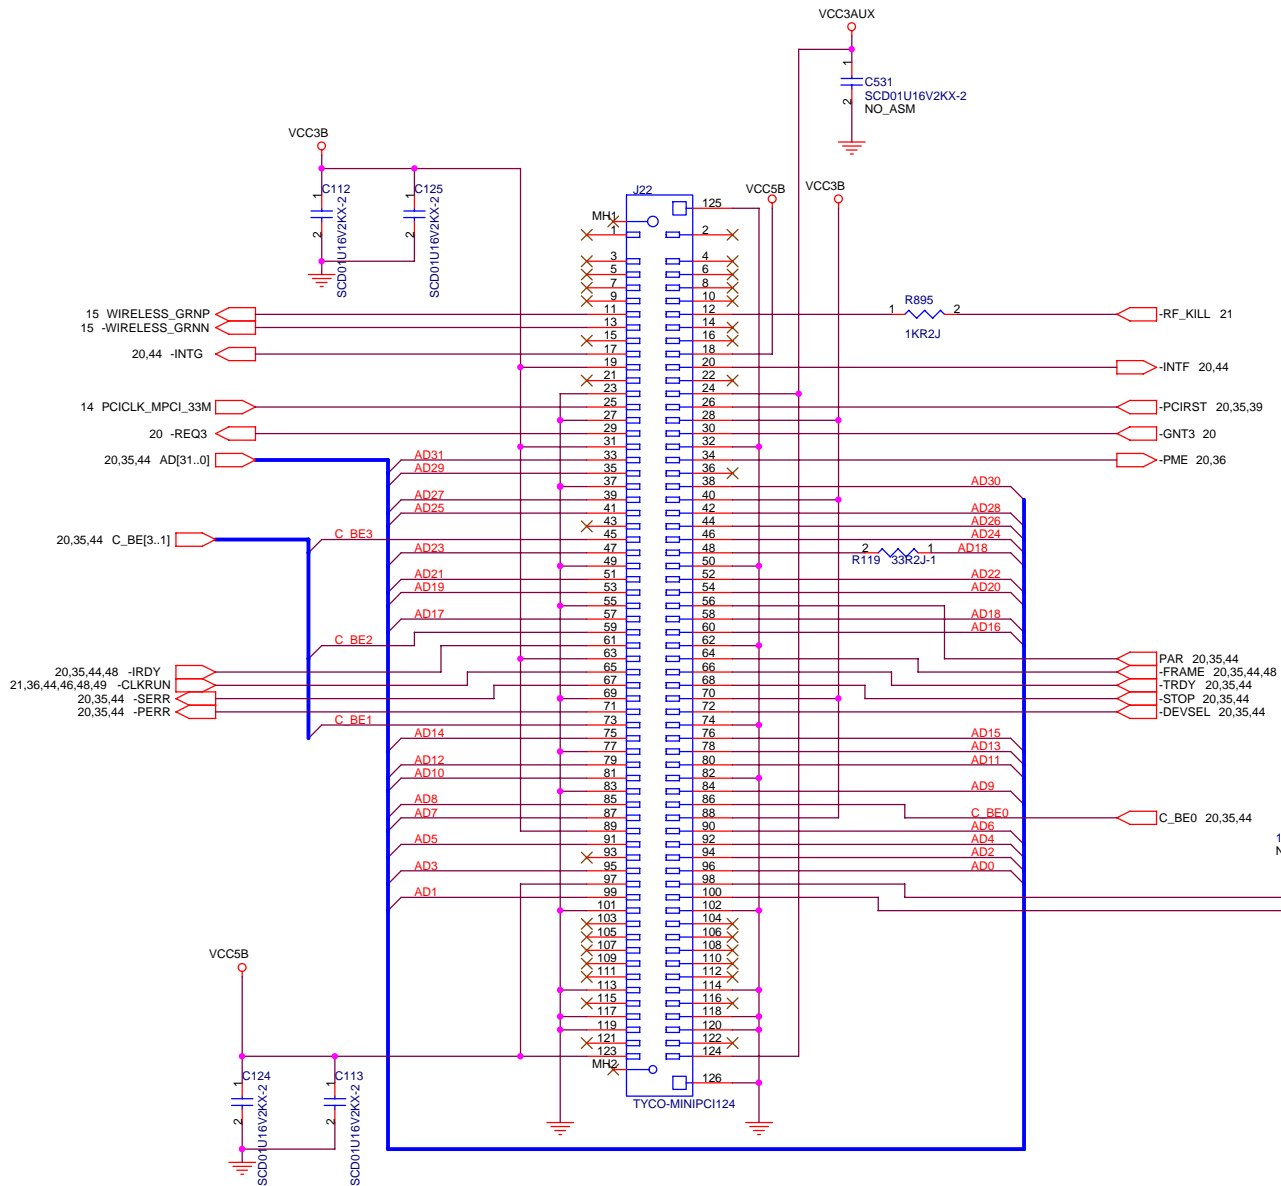 VCC3AUX
1
C531
SCD01U16V2KX-2
2
NO_ASM
VCC3B
1
C112
SCD01U16V2KX-2
2
1
C125
SCD01U16V2KX-2
2
J22
VCC5B
VCC3B
MH1
125
1
2
3
4
5
6
7
8
9
10
15 WIRELESS_GRNP
11
12
1
R895
2
1KR2J
-RF_KILL 21
15 -WIRELESS_GRNN
13
14
15
16
20,44 -INTG
17
18
19
20
-INTF 20,44
21
22
23
24
14 PCICLK_MPCI_33M
25
26
-PCIRST 20,35,39
27
28
20 -REQ3
29
30
-GNT3 20
31
32
20,35,44 AD[31..0]
AD31
33
34
-PME 20,36
AD29
35
36
37
38
AD30
AD27
39
40
AD25
41
42
AD28
43
44
AD26
20,35,44 C_BE[3..1]
C_BE3
45
46
AD24
AD23
47
48
2
1
R119 33R2J-1
AD18
49
50
AD21
51
52
AD22
AD19
53
54
AD20
55
56
AD17
57
58
AD18
59
60
AD16
C_BE2
61
62
63
64
PAR 20,35,44
20,35,44,48 -IRDY
65
66
-FRAME 20,35,44,48
21,36,44,46,48,49 -CLKRUN
67
68
-TRDY 20,35,44
20,35,44 -SERR
69
70
-STOP 20,35,44
20,35,44 -PERR
71
72
-DEVSEL 20,35,44
C_BE1
73
74
AD14
75
76
AD15
77
78
AD13
AD12
79
80
AD11
AD10
81
82
83
84
AD9
AD8
85
86
AD7
87
88
C_BE0
C_BE0 20,35,44
89
90
AD6
AD5
91
92
AD4
93
94
AD2
AD3
95
96
AD0
97
98
AD1
99
100
101
102
103
104
105
106
107
108
109
110
111
112
113
114
115
116
117
118
119
120
121
122
123
124
MH2
126
TYCO-MINIPCI124
VCC5B
1
C124
SCD01U16V2KX-2
2
1
C113
SCD01U16V2KX-2
2
1
N